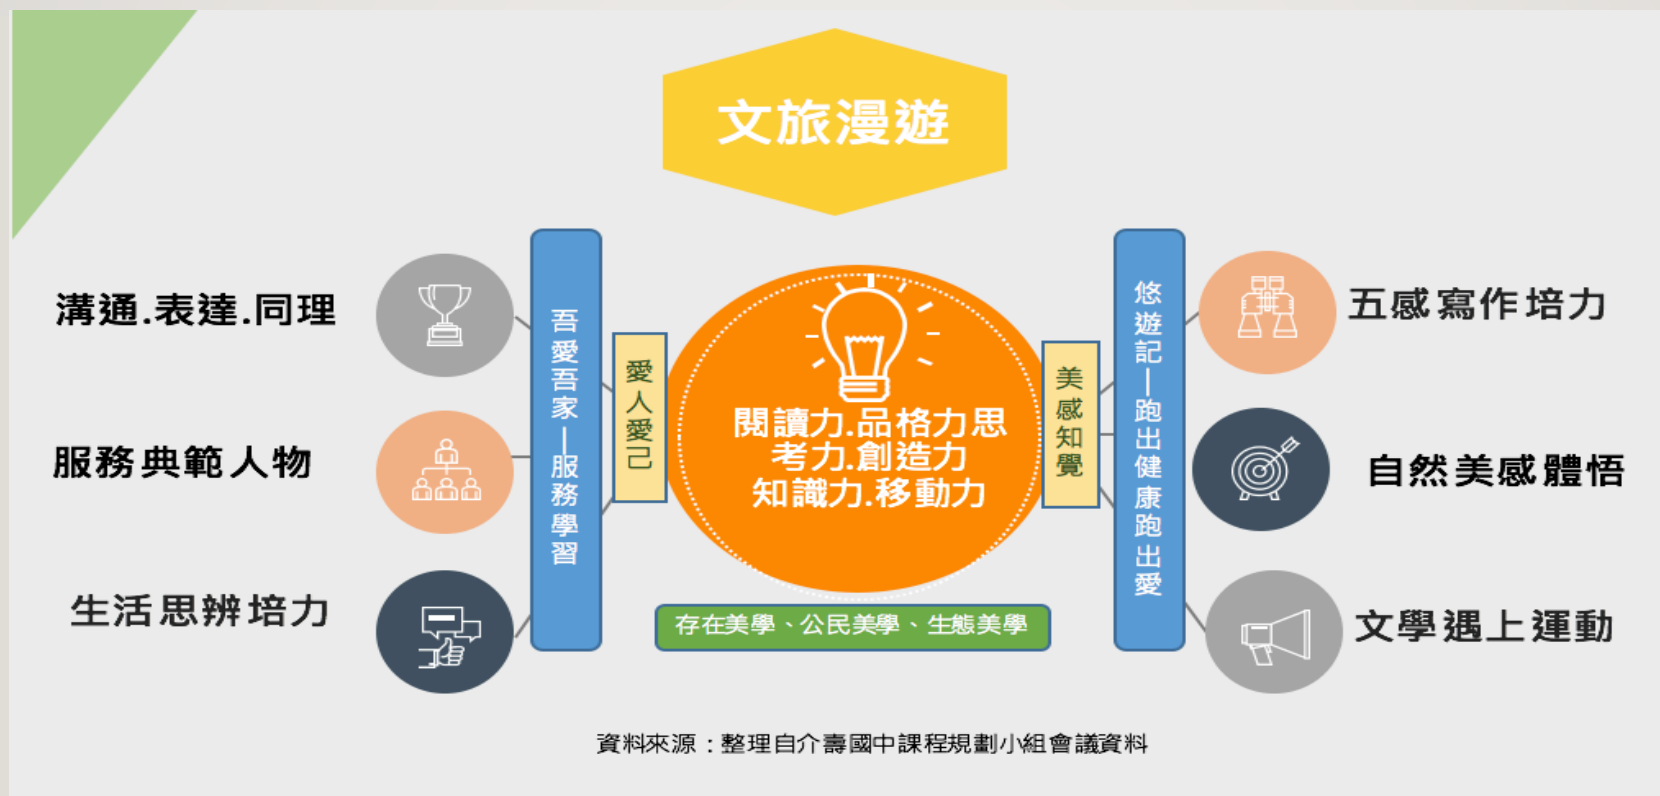 文旅漫遊
溝通.表達.同理
服務典範人物
生活思辨培力
吾愛吾家—服務學習
愛人愛己
閱讀力.品格力思
考力.創造力
知識力.移動力
存在美學、公民美學、生態美學
美感知覺
悠遊記—跑出健康跑出愛
五感寫作培力
自然美感體悟
文學遇上運動
資料來源：整理自介壽國中課程規劃小組會議資料